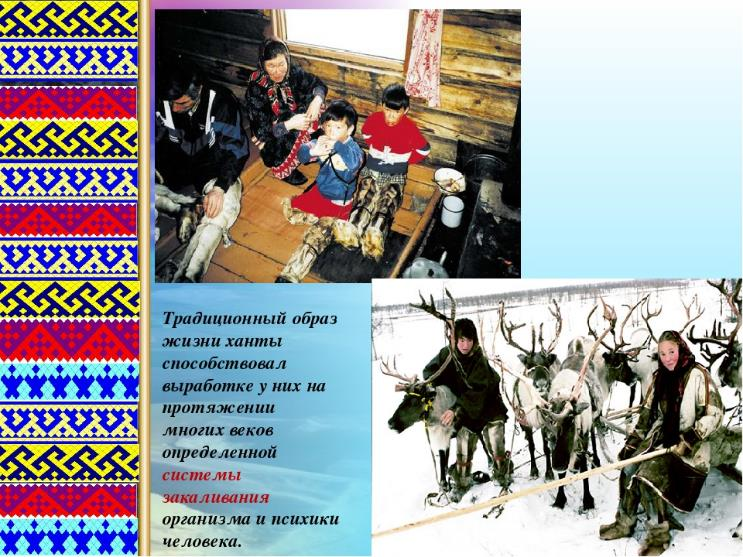 Традиционный образ
жизни ханты
способствовал
выработке у них на
протяжении
многих веков
определенной
системы
закаливания
организма и психики
человека.